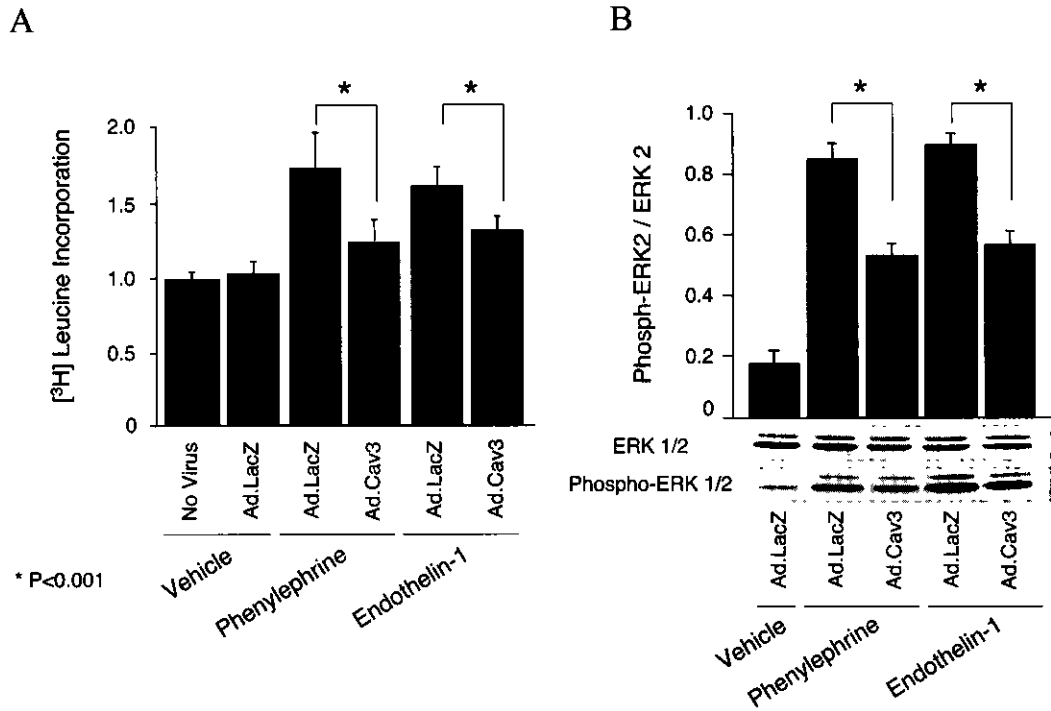 A
[³H] Leucine Incorporation
2.0
1.5
1.0
0.5
0
*
*
No Virus
Ad.LacZ
Ad.LacZ
Ad.Cav3
Ad.LacZ
Ad.Cav3
Vehicle
Phenylephrine
Endothelin-1
* P<0.001
B
Phosph-ERK2 / ERK 2
1.0
0.8
0.6
0.4
0.2
0
*
*
ERK 1/2
Phospho-ERK 1/2
Ad.LacZ
Ad.LacZ
Ad.Cav3
Ad.LacZ
Ad.Cav3
Vehicle
Phenylephrine
Endothelin-1